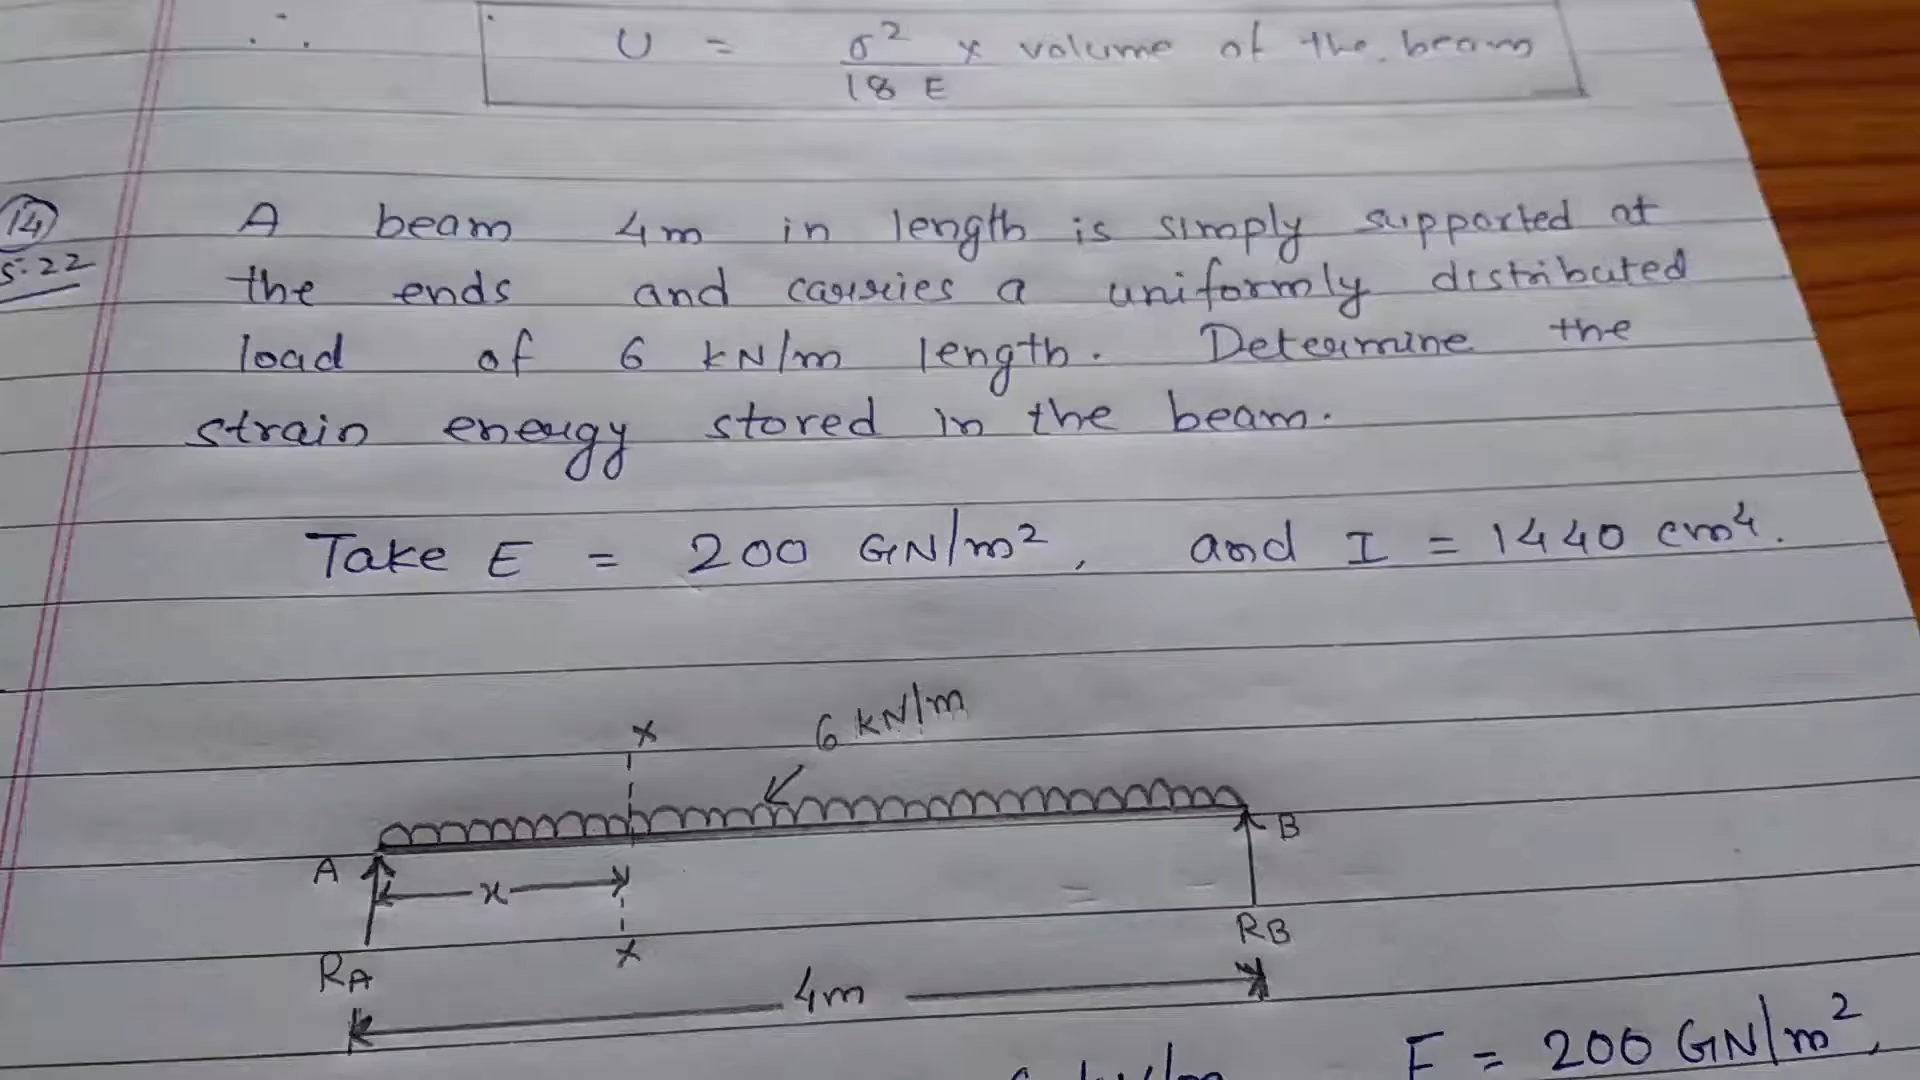 ∴ U = σ² / 18 E × volume of the beam
14
5.22
A beam 4m in length is simply supported at
the ends and carries a uniformly distributed
load of 6 kN/m length. Determine the
strain energy stored in the beam.
Take E = 200 GN/m², and I = 1440 cm⁴.
x
6 kN/m
A
B
x
x
RA
RB
4m
E = 200 GN/m²,